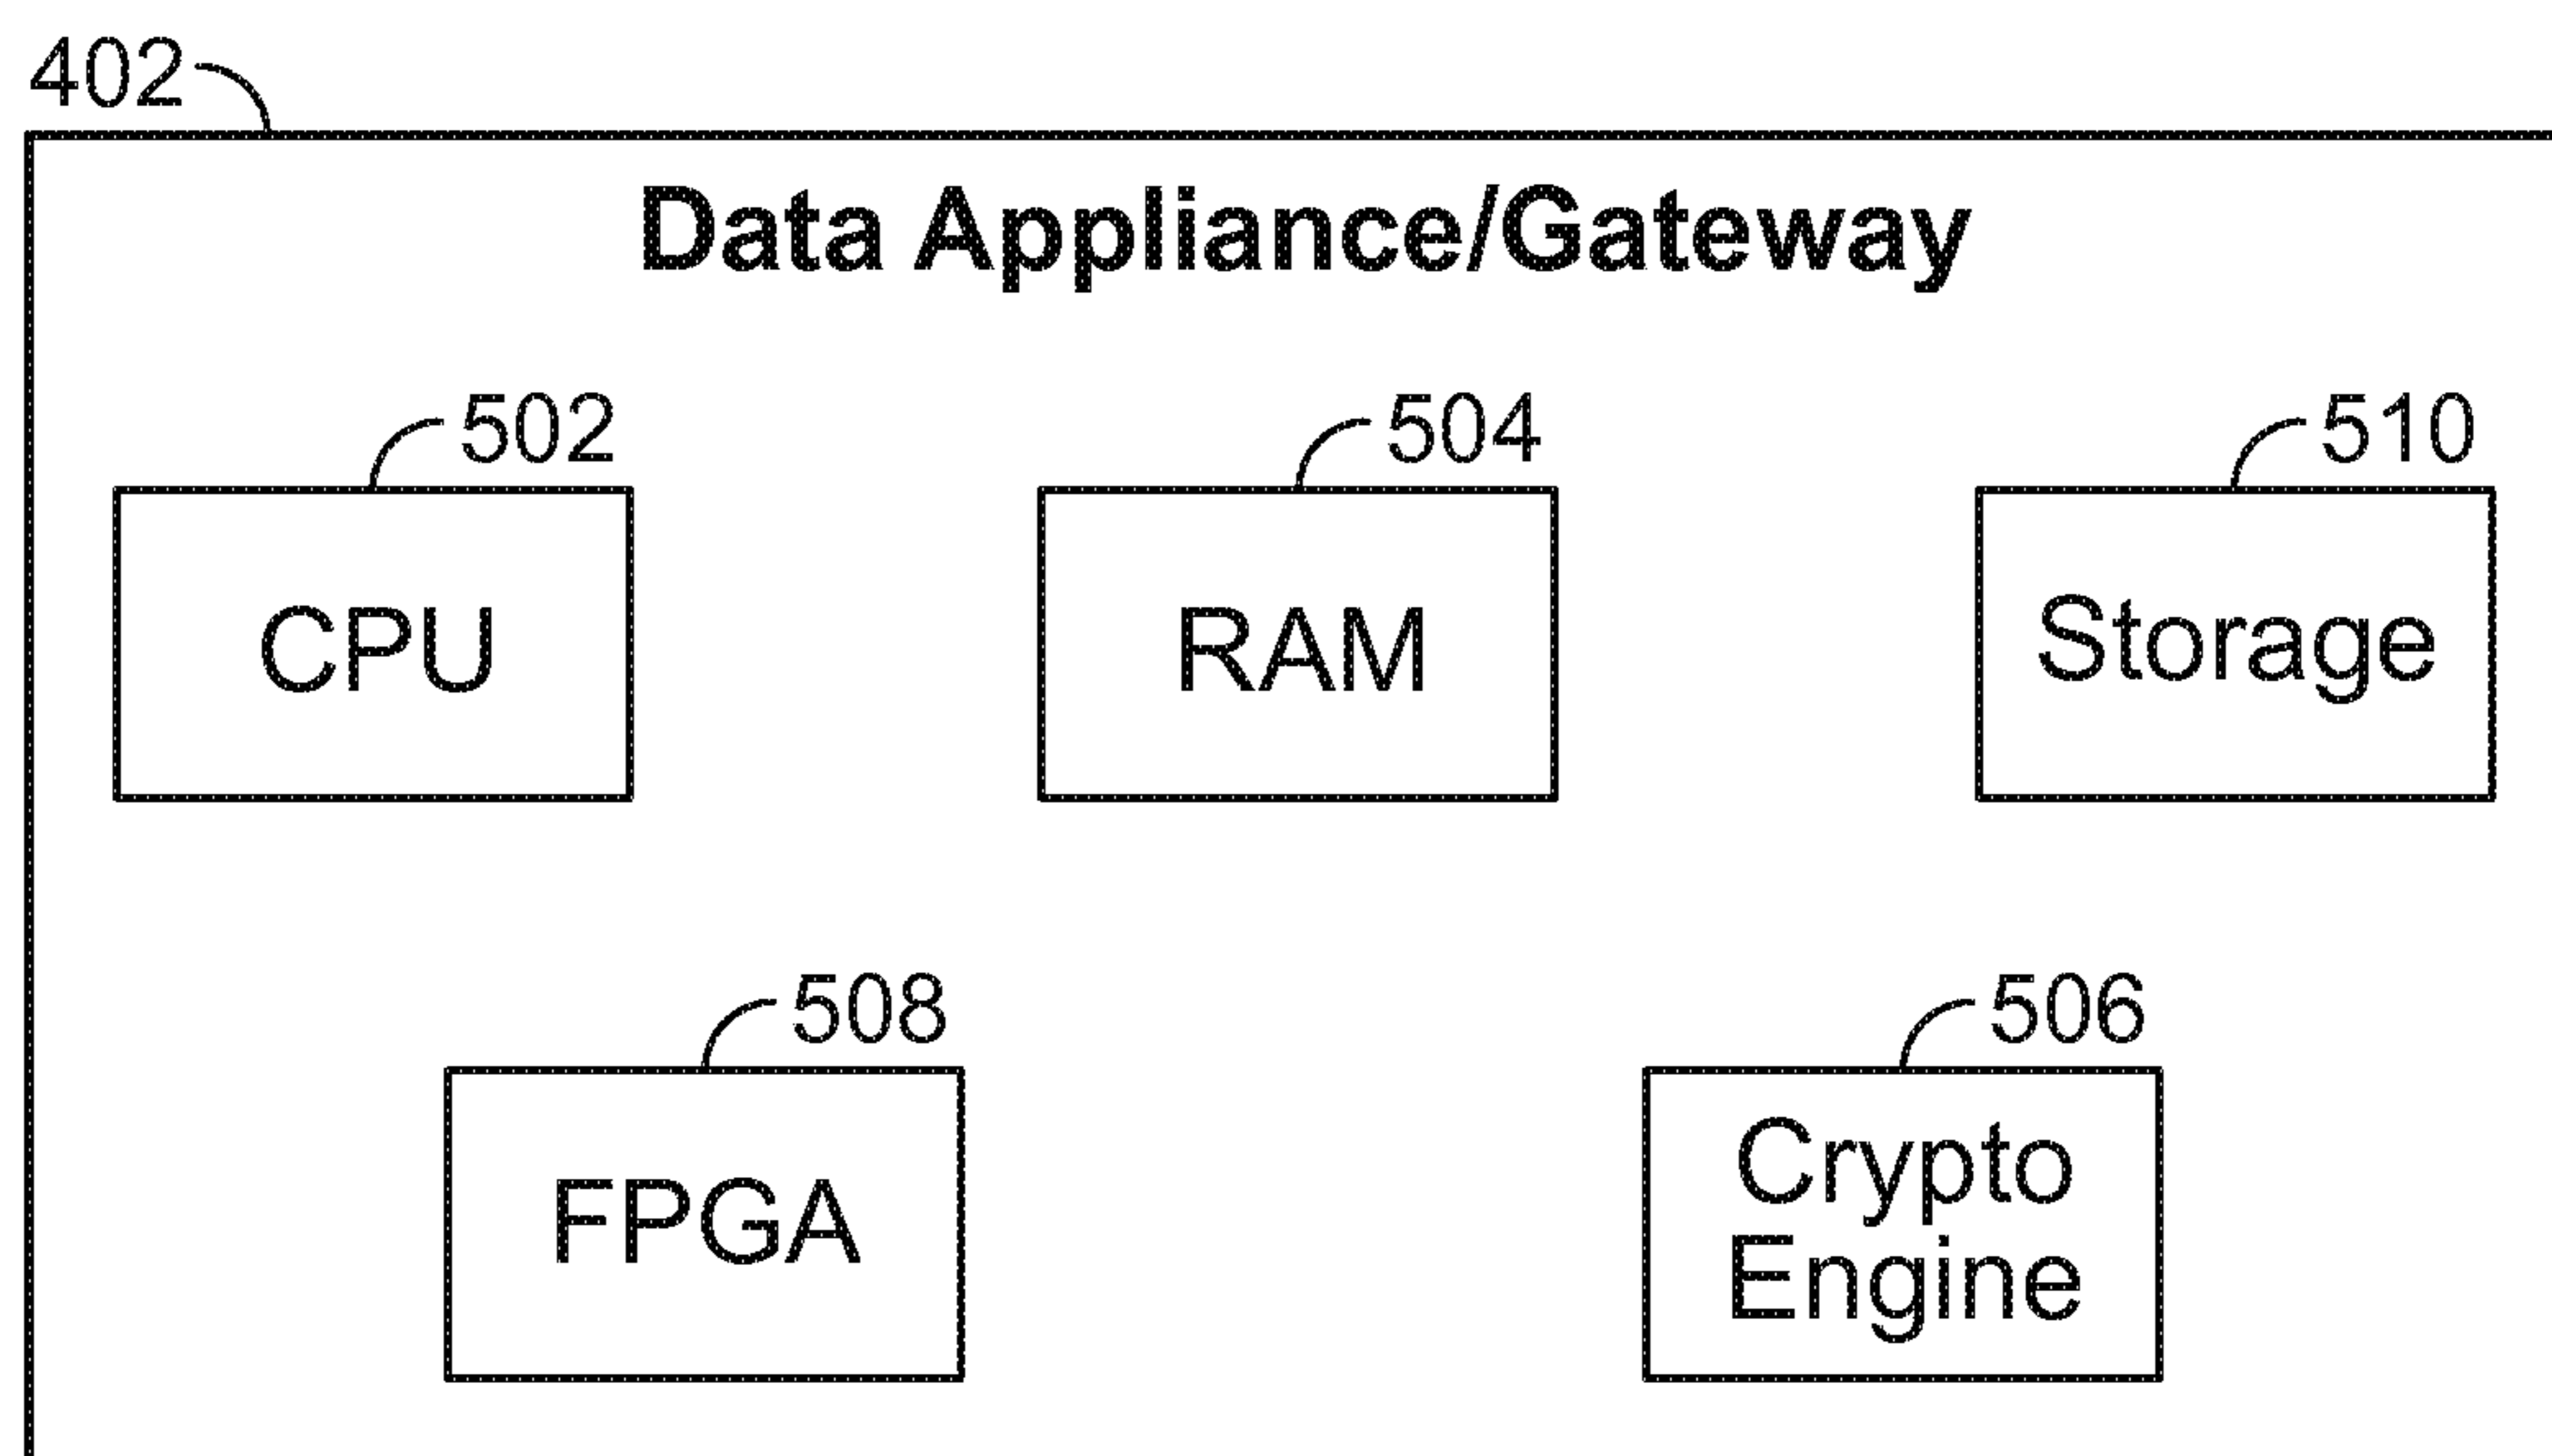 402
Data Appliance/Gateway
502
504
510
CPU
RAM
Storage
508
506
FPGA
Crypto
Engine